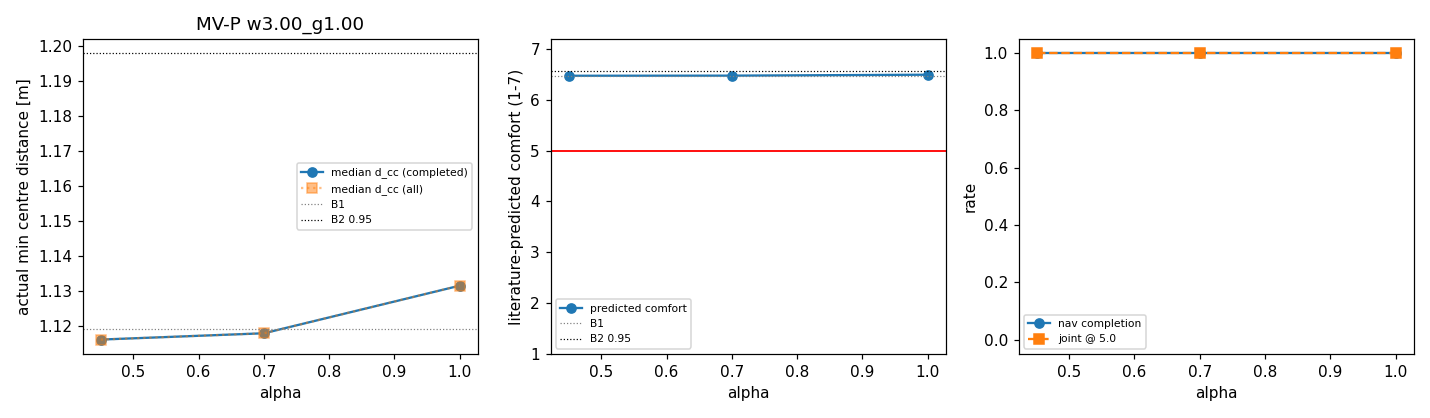 MV-P w3.00_g1.00
actual min centre distance [m]
1.20
1.19
1.18
1.17
1.16
1.15
1.14
1.13
1.12
median d_cc (completed)
median d_cc (all)
B1
B2 0.95
0.5 0.6 0.7 0.8 0.9 1.0
alpha
literature-predicted comfort (1-7)
7
6
5
4
3
2
1
predicted comfort
B1
B2 0.95
0.5 0.6 0.7 0.8 0.9 1.0
alpha
rate
1.0
0.8
0.6
0.4
0.2
0.0
nav completion
joint @ 5.0
0.5 0.6 0.7 0.8 0.9 1.0
alpha